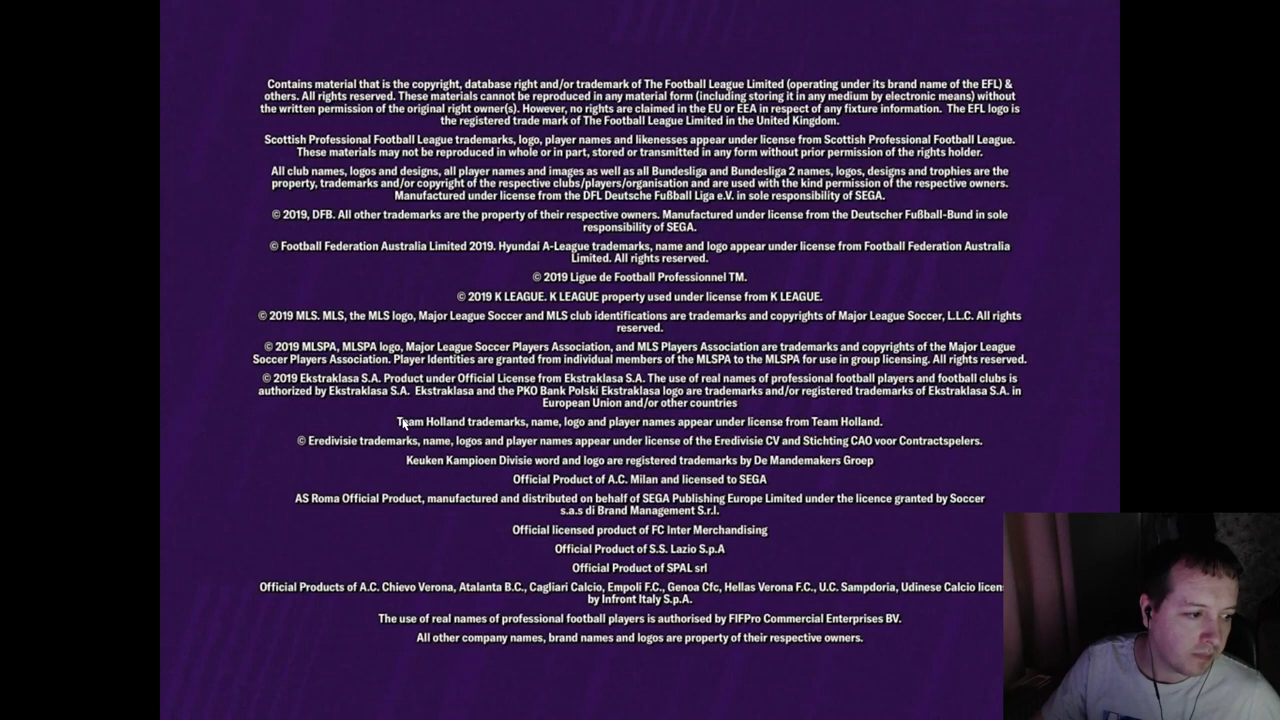 Contains material that is the copyright, database right and/or trademark of The Football League Limited (operating under its brand name of the EFL) &
others. All rights reserved. These materials cannot be reproduced in any material form (including storing it in any medium by electronic means) without
the written permission of the original right owner(s). However, no rights are claimed in the EU or EEA in respect of any fixture information. The EFL logo is
the registered trade mark of The Football League Limited in the United Kingdom.
Scottish Professional Football League trademarks, logo, player names and likenesses appear under license from Scottish Professional Football League.
These materials may not be reproduced in whole or in part, stored or transmitted in any form without prior permission of the rights holder.
All club names, logos and designs, all player names and images as well as all Bundesliga and Bundesliga 2 names, logos, designs and trophies are the
property, trademarks and/or copyright of the respective clubs/players/organisation and are used with the kind permission of the respective owners.
Manufactured under license from the DFL Deutsche Fußball Liga e.V. in sole responsibility of SEGA.
© 2019, DFB. All other trademarks are the property of their respective owners. Manufactured under license from the Deutscher Fußball-Bund in sole
responsibility of SEGA.
© Football Federation Australia Limited 2019. Hyundai A-League trademarks, name and logo appear under license from Football Federation Australia
Limited. All rights reserved.
© 2019 Ligue de Football Professionnel TM.
© 2019 K LEAGUE. K LEAGUE property used under license from K LEAGUE.
© 2019 MLS. MLS, the MLS logo, Major League Soccer and MLS club identifications are trademarks and copyrights of Major League Soccer, L.L.C. All rights
reserved.
© 2019 MLSPA, MLSPA logo, Major League Soccer Players Association, and MLS Players Association are trademarks and copyrights of the Major League
Soccer Players Association. Player Identities are granted from individual members of the MLSPA to the MLSPA for use in group licensing. All rights reserved.
© 2019 Ekstraklasa S.A. Product under Official License from Ekstraklasa S.A. The use of real names of professional football players and football clubs is
authorized by Ekstraklasa S.A. Ekstraklasa and the PKO Bank Polski Ekstraklasa logo are trademarks and/or registered trademarks of Ekstraklasa S.A. in
European Union and/or other countries
Team Holland trademarks, name, logo and player names appear under license from Team Holland.
© Eredivisie trademarks, name, logos and player names appear under license of the Eredivisie CV and Stichting CAO voor Contractspelers.
Keuken Kampioen Divisie word and logo are registered trademarks by De Mandemakers Groep
Official Product of A.C. Milan and licensed to SEGA
AS Roma Official Product, manufactured and distributed on behalf of SEGA Publishing Europe Limited under the licence granted by Soccer
s.a.s di Brand Management S.r.l.
Official licensed product of FC Inter Merchandising
Official Product of S.S. Lazio S.p.A
Official Product of SPAL srl
Official Products of A.C. Chievo Verona, Atalanta B.C., Cagliari Calcio, Empoli F.C., Genoa Cfc, Hellas Verona F.C., U.C. Sampdoria, Udinese Calcio licen
by Infront Italy S.p.A.
The use of real names of professional football players is authorised by FIFPro Commercial Enterprises BV.
All other company names, brand names and logos are property of their respective owners.